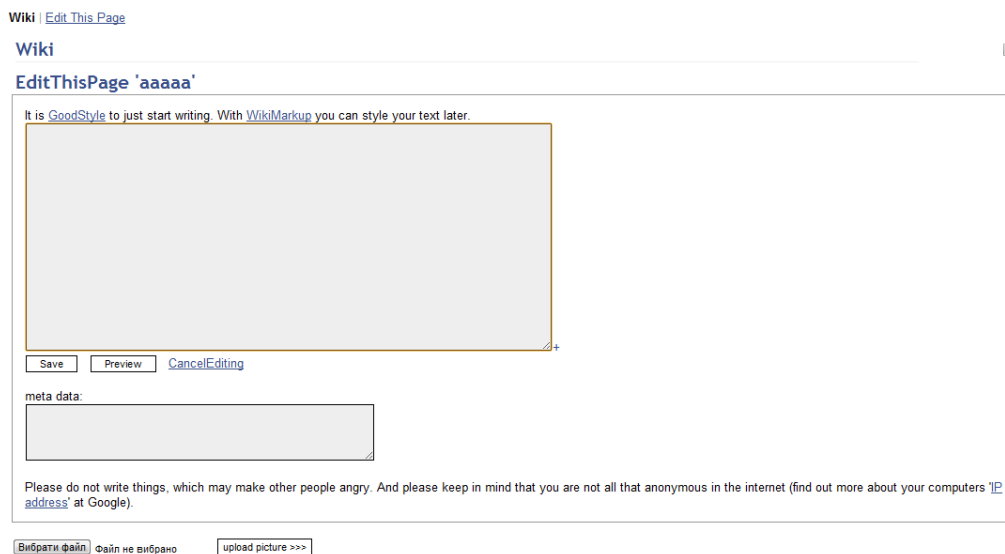 Wiki | Edit This Page
Wiki
EditThisPage 'aaaaa'
It is GoodStyle to just start writing. With WikiMarkup you can style your text later.
+
Save Preview CancelEditing
meta data:
Please do not write things, which may make other people angry. And please keep in mind that you are not all that anonymous in the internet (find out more about your computers 'IP
address' at Google).
Вибрати файл Файл не вибрано upload picture >>>